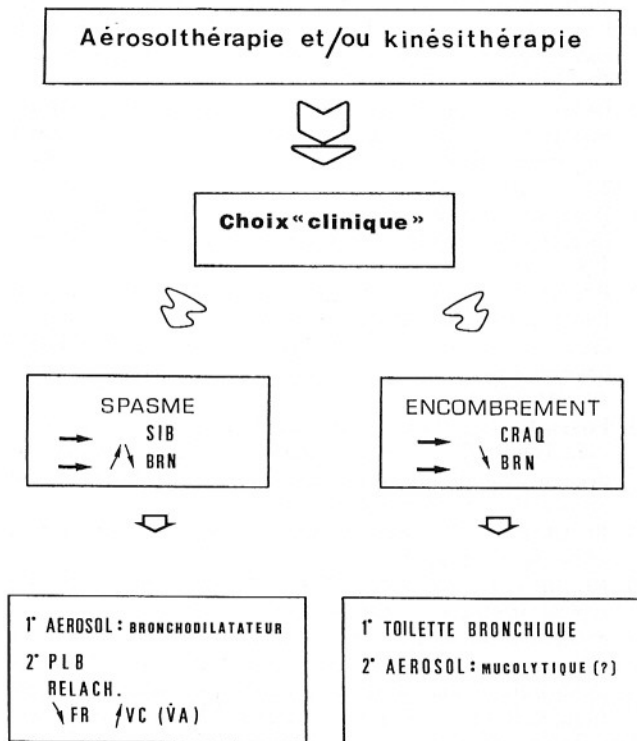 Aérosolthérapie et/ou kinésithérapie
Choix «clinique»
SPASME
→ SIB
→ ↗↘ BRN
ENCOMBREMENT
→ CRAQ
→ ↘ BRN
1° AEROSOL: BRONCHODILATATEUR
2° PLB
RELACH.
↘ FR ↗ VC (V̇A)
1° TOILETTE BRONCHIQUE
2° AEROSOL: MUCOLYTIQUE (?)